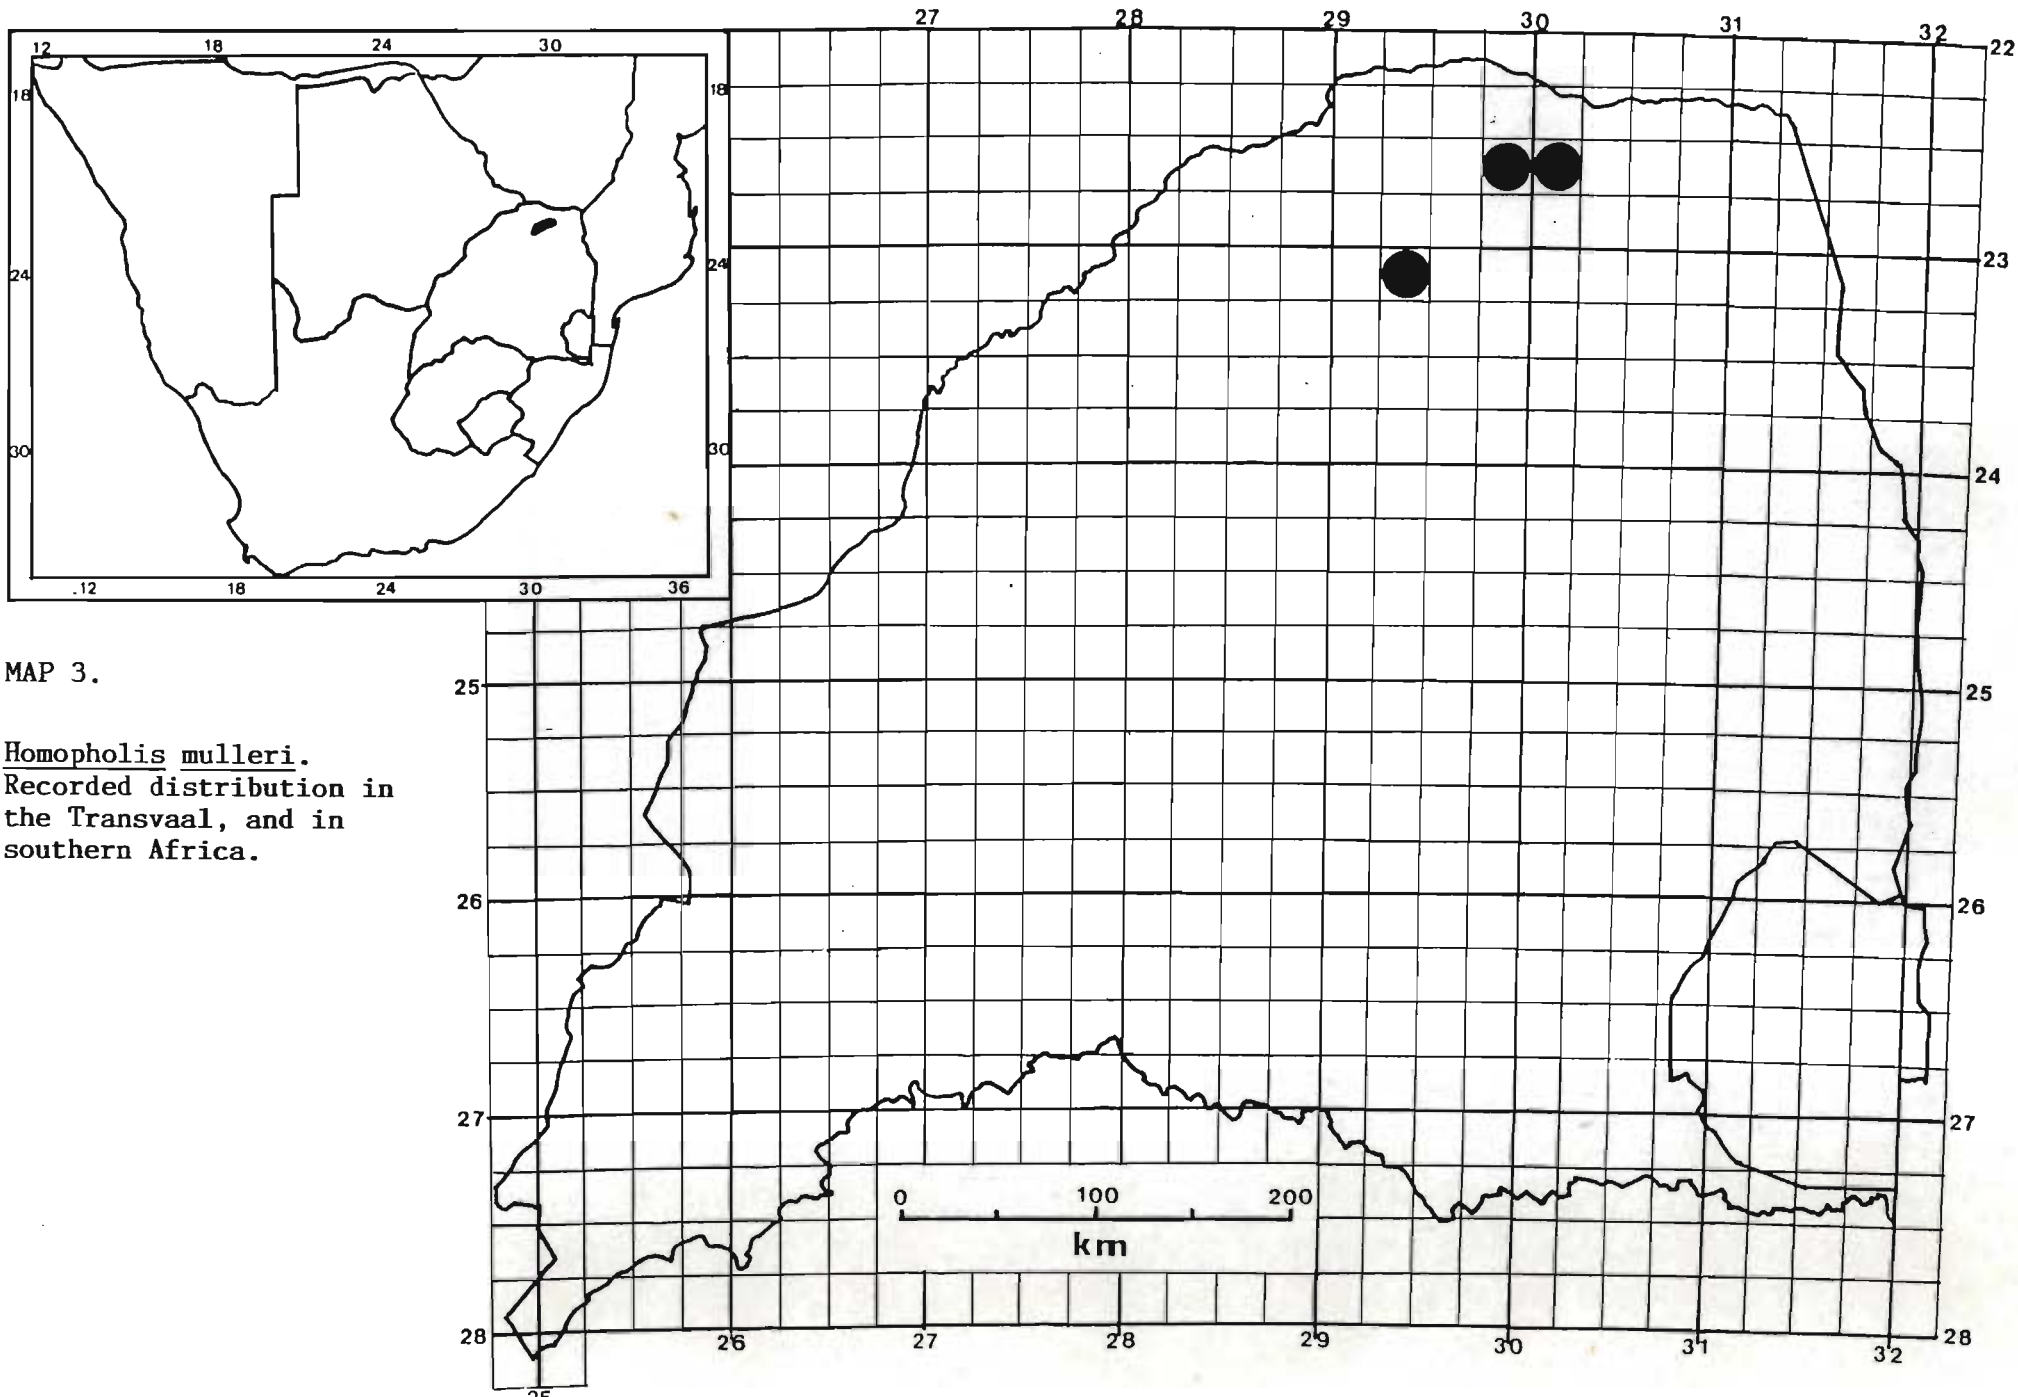 27 28 29 30 31 32
22
12 18 24 30
18 18
24 24
23
30 30
24
.12 18 24 30 36
MAP 3.
25 25
Homopholis mulleri.
Recorded distribution in
the Transvaal, and in
southern Africa.
26 26
27 27
0 100 200
km
28 28
26 27 28 29 30 31 32
25